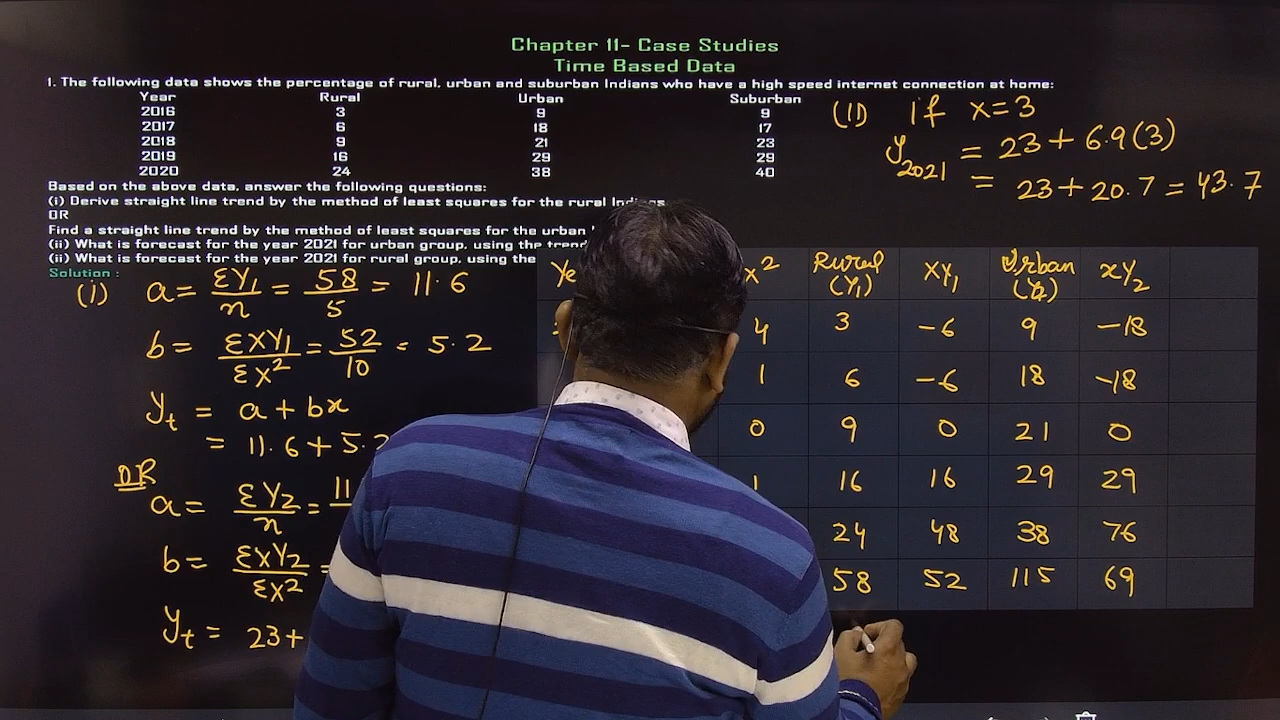 Chapter 11- Case Studies
Time Based Data
1. The following data shows the percentage of rural, urban and suburban Indians who have a high speed internet connection at home:
Year Rural Urban Suburban
2016 3 9 9
2017 6 18 17
2018 9 21 23
2019 16 29 29
2020 24 38 40
Based on the above data, answer the following questions:
(i) Derive straight line trend by the method of least squares for the rural Indians
OR
Find a straight line trend by the method of least squares for the urban
(ii) What is forecast for the year 2021 for urban group, using the trend
(ii) What is forecast for the year 2021 for rural group, using the
Solution :
(i) a = ΣY₁/n = 58/5 = 11.6
b = ΣXY₁/ΣX² = 52/10 = 5.2
Yₜ = a + bx
= 11.6 + 5.2
OR
a = ΣY₂/n = 11
b = ΣXY₂/ΣX² =
Yₜ = 23+
(II) if x=3
Y₂₀₂₁ = 23 + 6.9(3)
= 23 + 20.7 = 43.7
Ye X² Rural (Y₁) XY₁ Urban (Y₂) XY₂
4 3 -6 9 -18
1 6 -6 18 -18
0 9 0 21 0
1 16 16 29 29
24 48 38 76
58 52 115 69